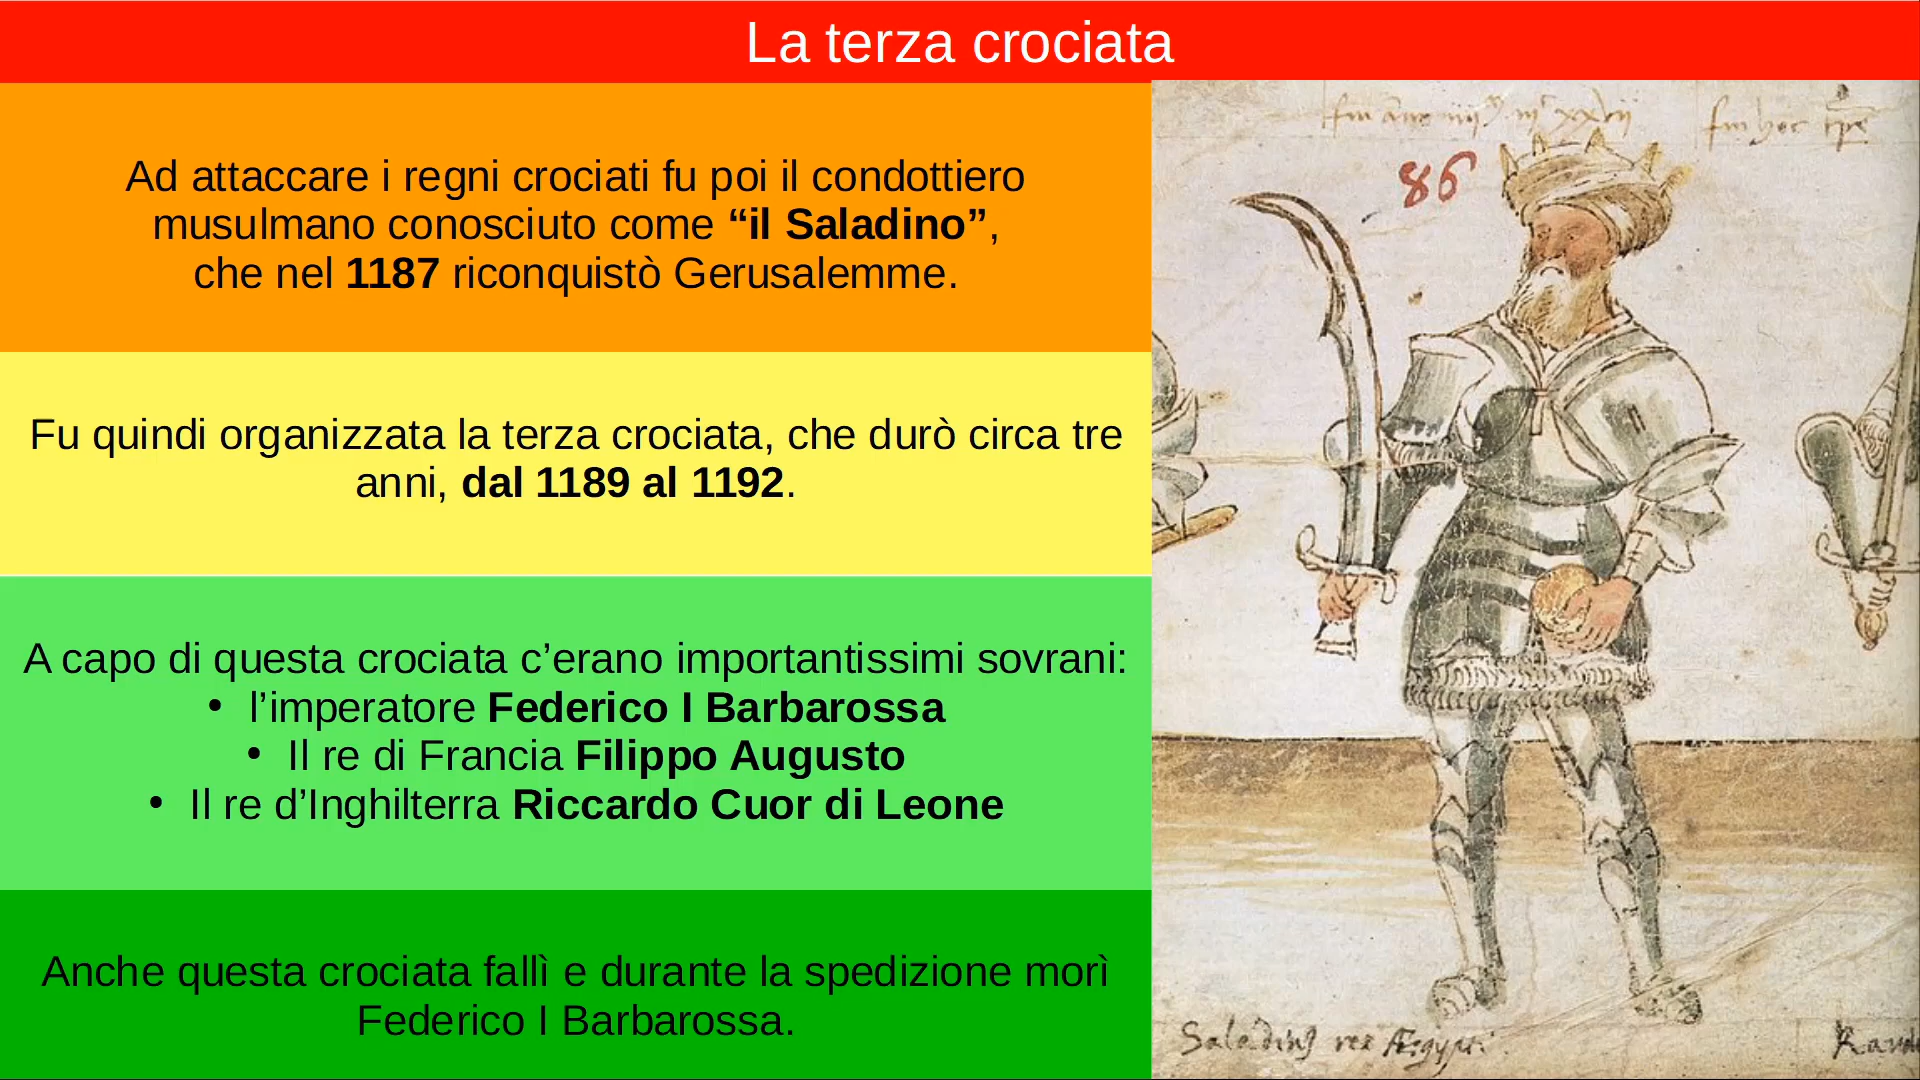 La terza crociata
Ad attaccare i regni crociati fu poi il condottiero
musulmano conosciuto come “il Saladino”,
che nel 1187 riconquistò Gerusalemme.
Fu quindi organizzata la terza crociata, che durò circa tre
anni, dal 1189 al 1192.
A capo di questa crociata c’erano importantissimi sovrani:
• l’imperatore Federico I Barbarossa
• Il re di Francia Filippo Augusto
• Il re d’Inghilterra Riccardo Cuor di Leone
Anche questa crociata fallì e durante la spedizione morì
Federico I Barbarossa.
86
Saladinus rex Ægypti